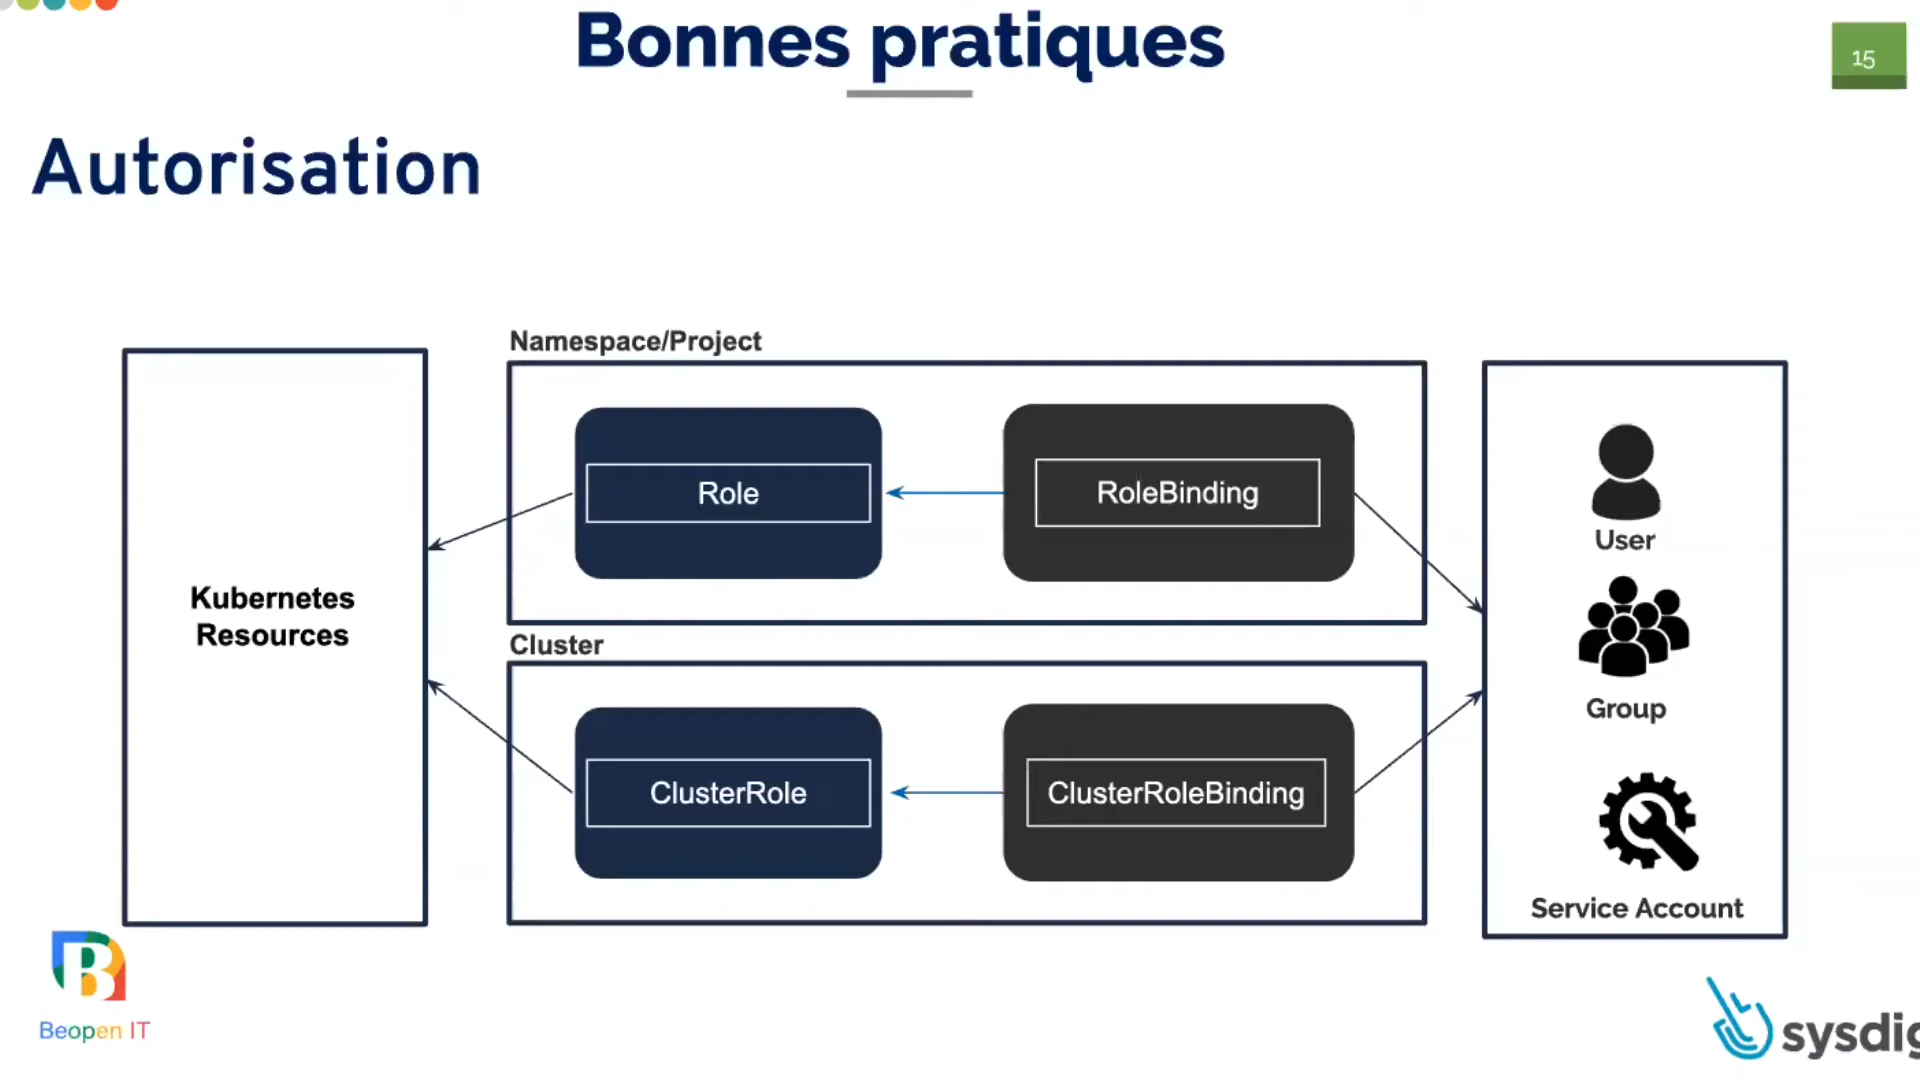 Bonnes pratiques
15
Autorisation
Namespace/Project
Role
RoleBinding
Kubernetes
Resources
Cluster
ClusterRole
ClusterRoleBinding
User
Group
Service Account
Beopen IT
sysdig